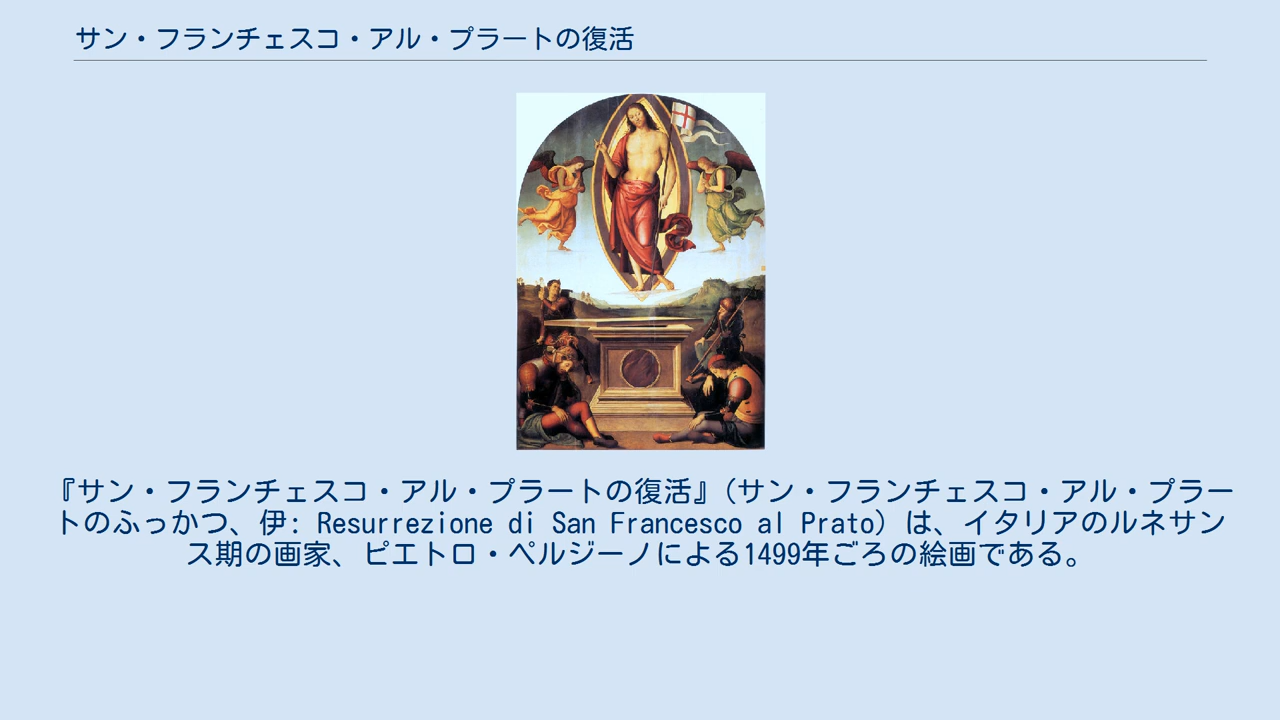 サン・フランチェスコ・アル・プラートの復活
『サン・フランチェスコ・アル・プラートの復活』(サン・フランチェスコ・アル・プラー
トのふっかつ、伊: Resurrezione di San Francesco al Prato) は、イタリアのルネサン
ス期の画家、ピエトロ・ペルジーノによる1499年ごろの絵画である。